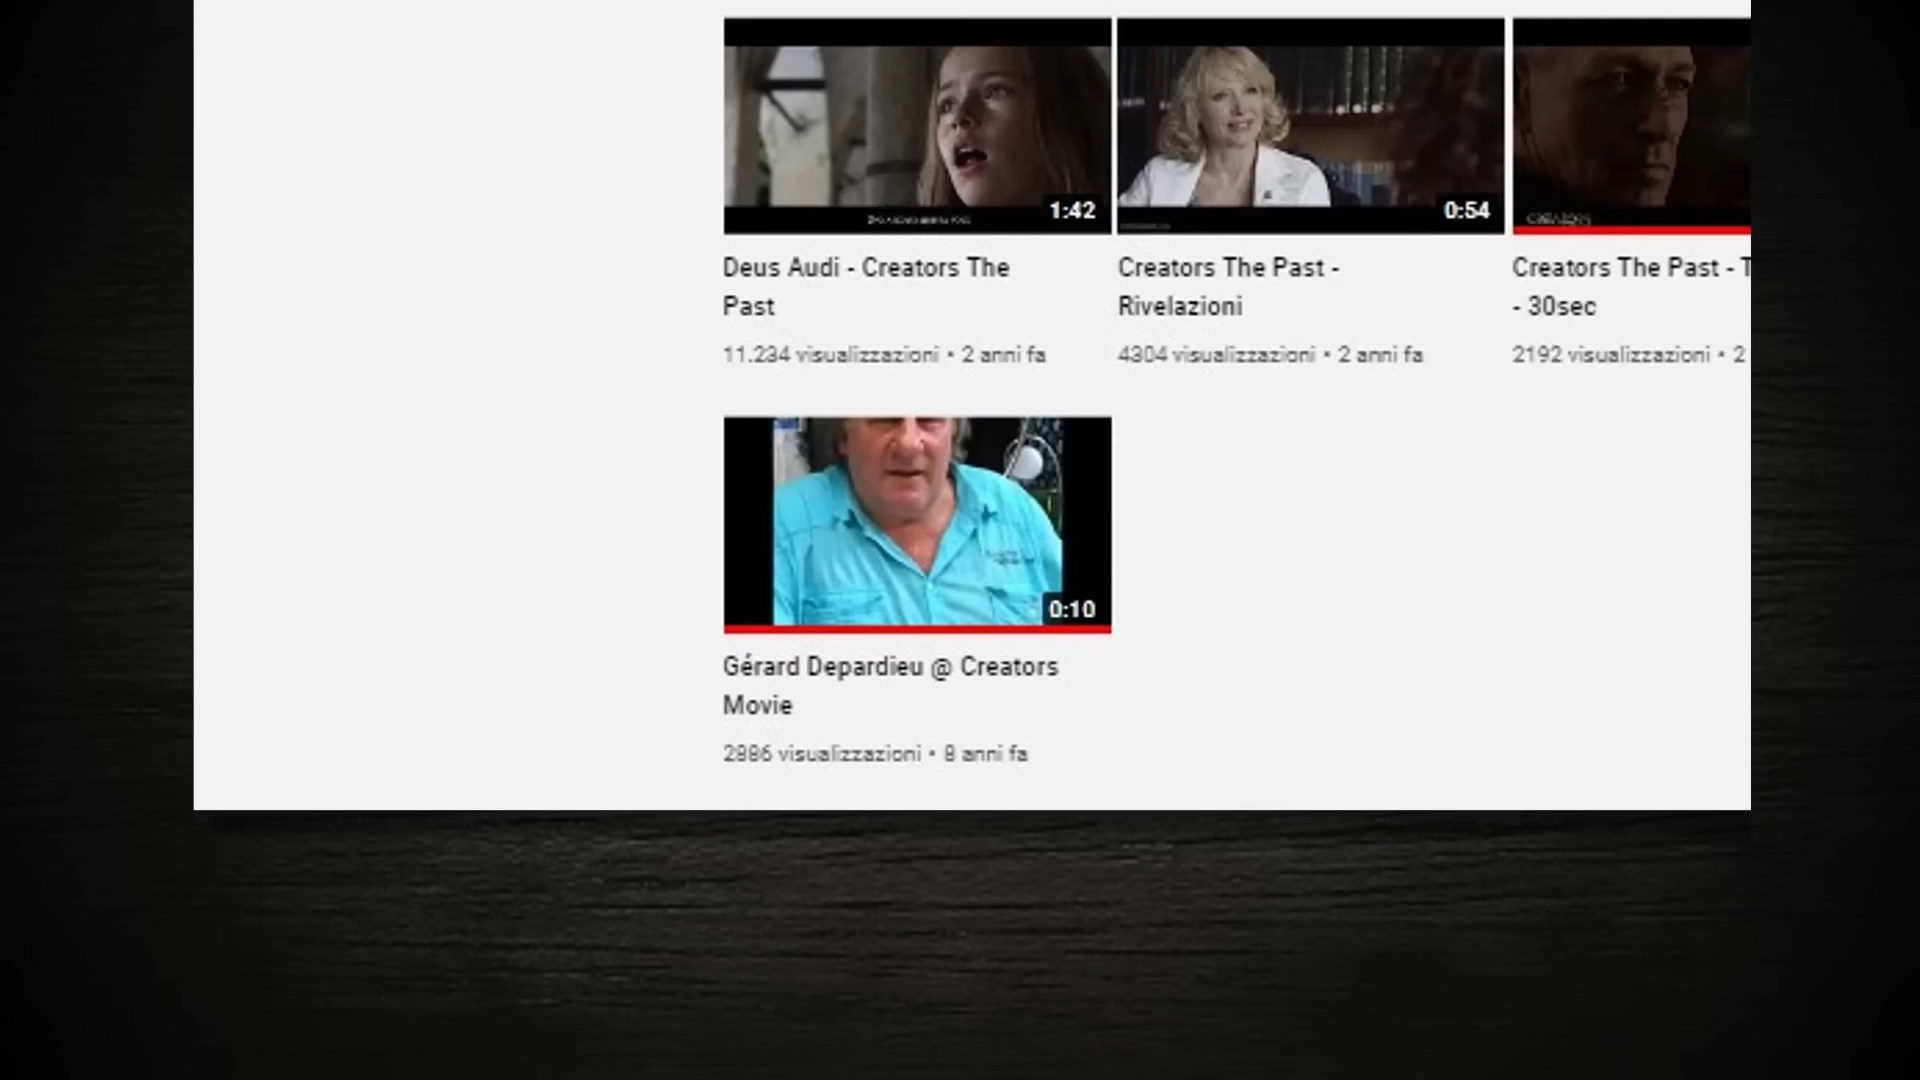 1:42
0:54
CREATORS
Deus Audi - Creators The
Past
11.234 visualizzazioni • 2 anni fa
Creators The Past -
Rivelazioni
4304 visualizzazioni • 2 anni fa
Creators The Past - T
- 30sec
2192 visualizzazioni • 2
0:10
Gérard Depardieu @ Creators
Movie
2886 visualizzazioni • 8 anni fa